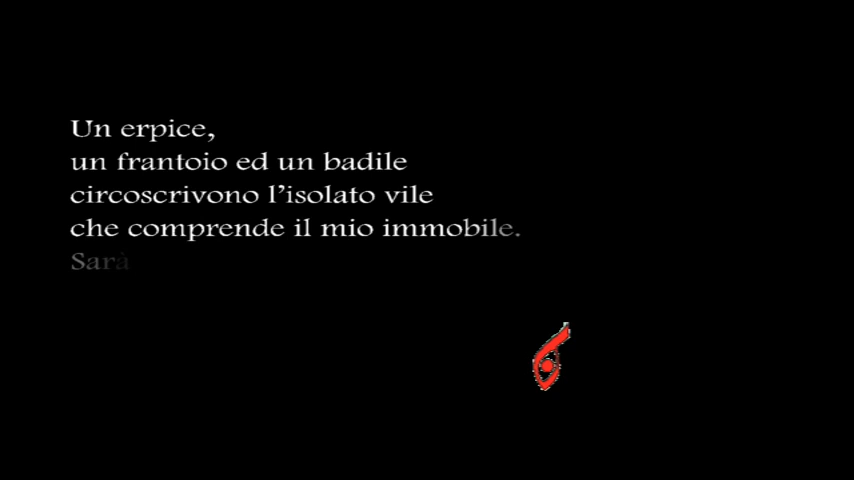 Un erpice,
un frantoio ed un badile
circoscrivono l'isolato vile
che comprende il mio immobile.
Sarà